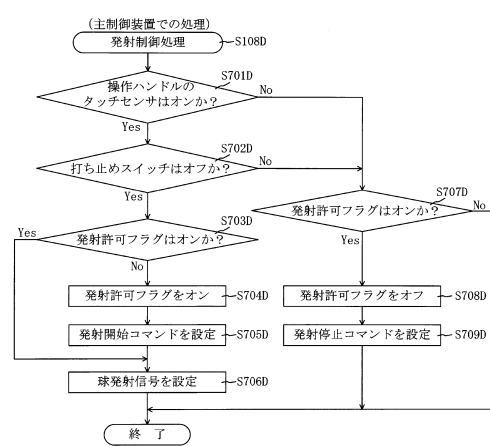 (主制御装置での処理)
発射制御処理
S108D
操作ハンドルの
タッチセンサはオンか?
S701D
No
Yes
打ち止めスイッチはオフか?
S702D
No
Yes
発射許可フラグはオンか?
S703D
Yes
No
発射許可フラグはオンか?
S707D
No
Yes
発射許可フラグをオン
S704D
発射許可フラグをオフ
S708D
発射開始コマンドを設定
S705D
発射停止コマンドを設定
S709D
球発射信号を設定
S706D
終 了